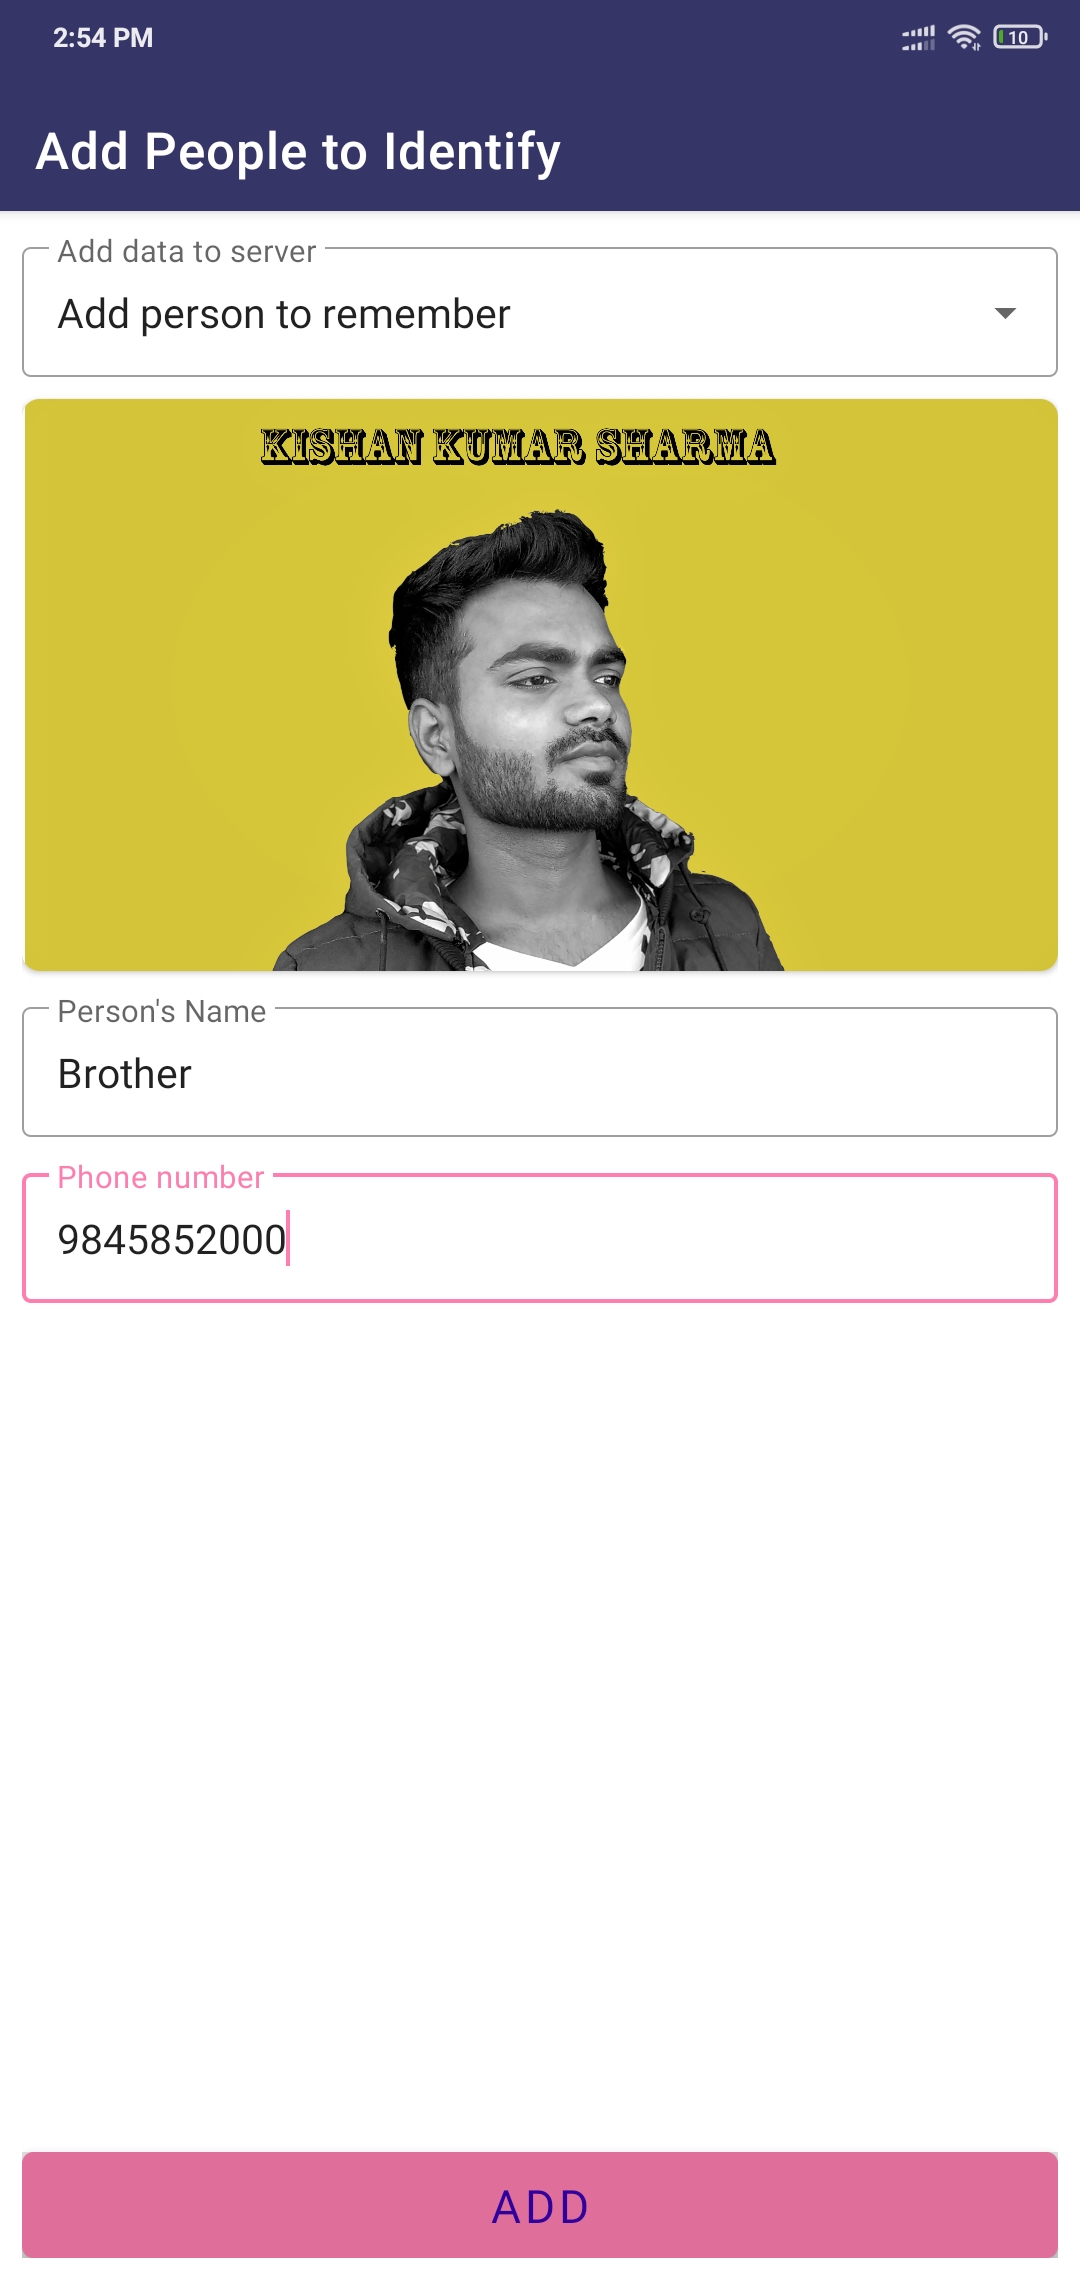 2:54 PM
10
Add People to Identify
Add data to server
Add person to remember
KISHAN KUMAR SHARMA
Person's Name
Brother
Phone number
9845852000
ADD